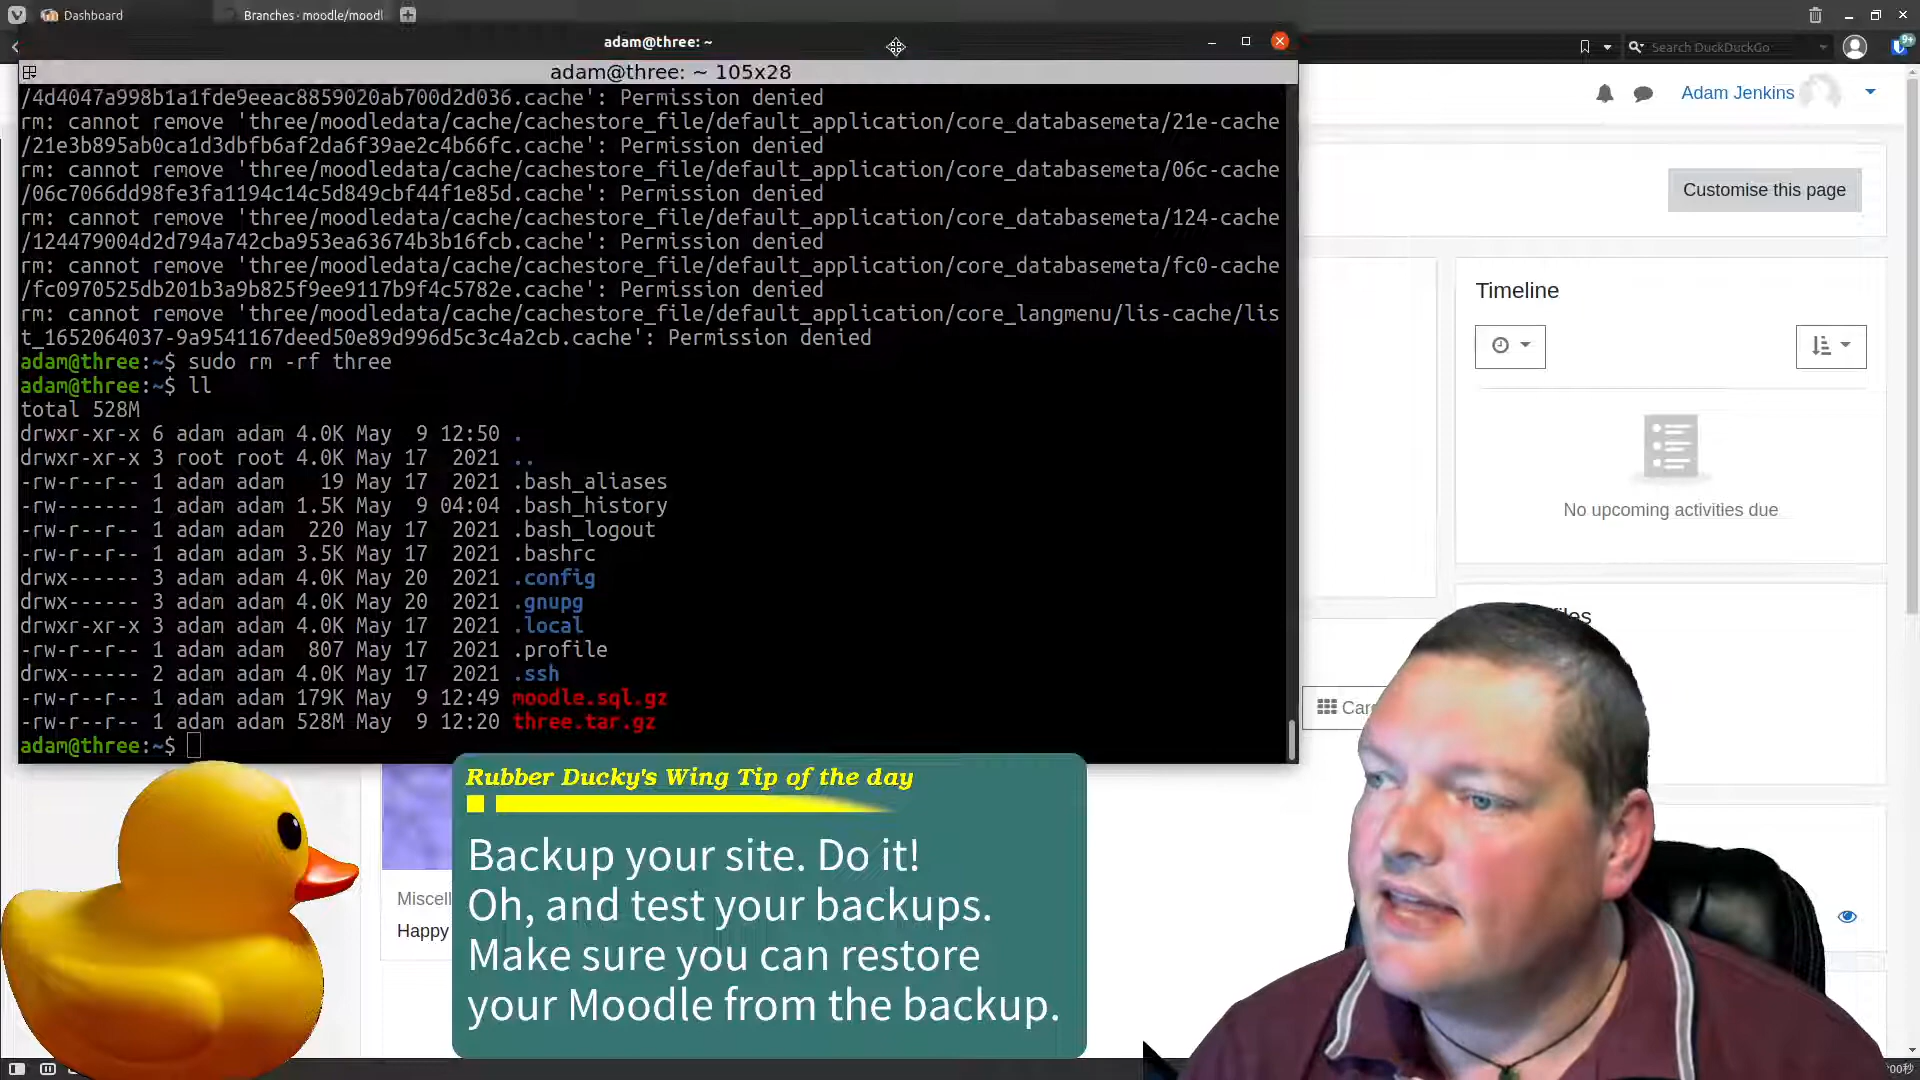 Dashboard
Branches · moodle/moodl
Search DuckDuckGo
9+
adam@three: ~
adam@three: ~ 105x28
/4d4047a998b1a1fde9eeac8859020ab700d2d036.cache': Permission denied
rm: cannot remove 'three/moodledata/cache/cachestore_file/default_application/core_databasemeta/21e-cache
/21e3b895ab0ca1d3dbfb6af2da6f39ae2c4b66fc.cache': Permission denied
rm: cannot remove 'three/moodledata/cache/cachestore_file/default_application/core_databasemeta/06c-cache
/06c7066dd98fe3fa1194c14c5d849cbf44f1e85d.cache': Permission denied
rm: cannot remove 'three/moodledata/cache/cachestore_file/default_application/core_databasemeta/124-cache
/124479004d2d794a742cba953ea63674b3b16fcb.cache': Permission denied
rm: cannot remove 'three/moodledata/cache/cachestore_file/default_application/core_databasemeta/fc0-cache
/fc0970525db201b3a9b825f9ee9117b9f4c5782e.cache': Permission denied
rm: cannot remove 'three/moodledata/cache/cachestore_file/default_application/core_langmenu/lis-cache/lis
t_1652064037-9a9541167deed50e89d996d5c3c4a2cb.cache': Permission denied
adam@three:~$ sudo rm -rf three
adam@three:~$ ll
total 528M
drwxr-xr-x 6 adam adam 4.0K May  9 12:50 .
drwxr-xr-x 3 root root 4.0K May 17  2021 ..
-rw-r--r-- 1 adam adam   19 May 17  2021 .bash_aliases
-rw------- 1 adam adam 1.5K May  9 04:04 .bash_history
-rw-r--r-- 1 adam adam  220 May 17  2021 .bash_logout
-rw-r--r-- 1 adam adam 3.5K May 17  2021 .bashrc
drwx------ 3 adam adam 4.0K May 20  2021 .config
drwx------ 3 adam adam 4.0K May 20  2021 .gnupg
drwxr-xr-x 3 adam adam 4.0K May 17  2021 .local
-rw-r--r-- 1 adam adam  807 May 17  2021 .profile
drwx------ 2 adam adam 4.0K May 17  2021 .ssh
-rw-r--r-- 1 adam adam 179K May  9 12:49 moodle.sql.gz
-rw-r--r-- 1 adam adam 528M May  9 12:20 three.tar.gz
adam@three:~$
Adam Jenkins
Customise this page
Timeline
No upcoming activities due
files
Car
Miscell
Happy
Rubber Ducky's Wing Tip of the day
Backup your site. Do it!
Oh, and test your backups.
Make sure you can restore
your Moodle from the backup.